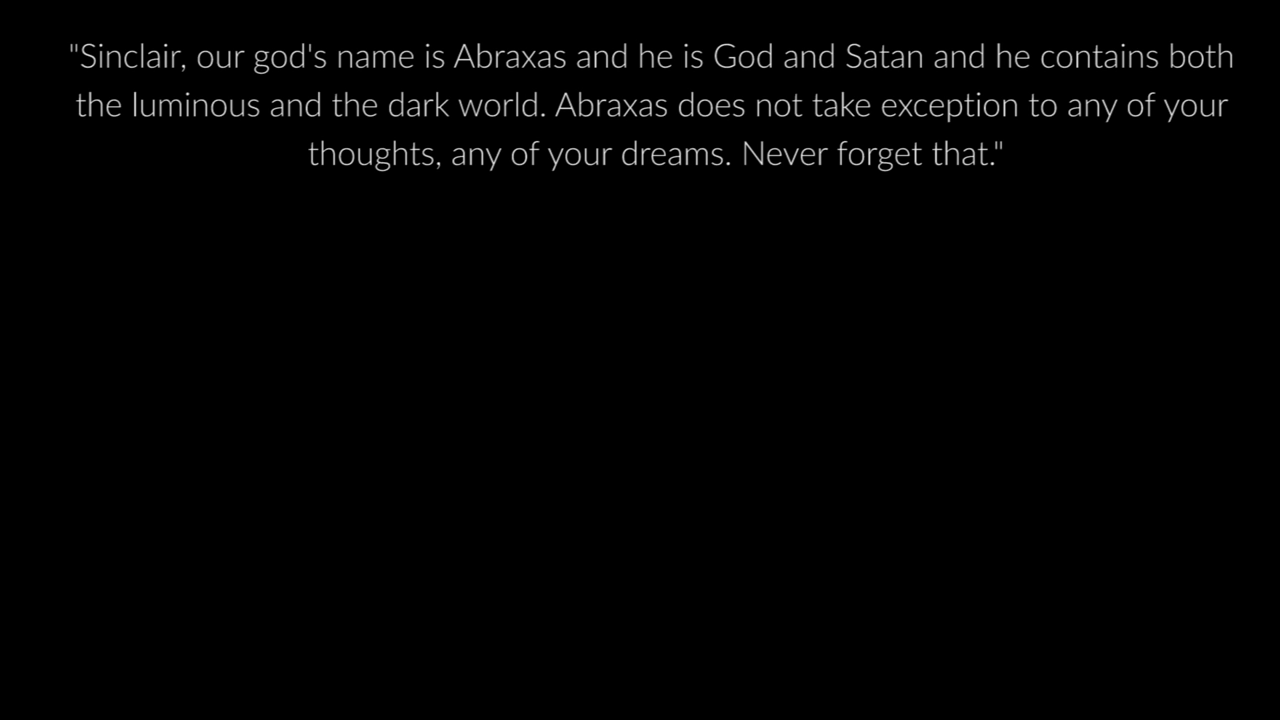 "Sinclair, our god's name is Abraxas and he is God and Satan and he contains both
the luminous and the dark world. Abraxas does not take exception to any of your
thoughts, any of your dreams. Never forget that."